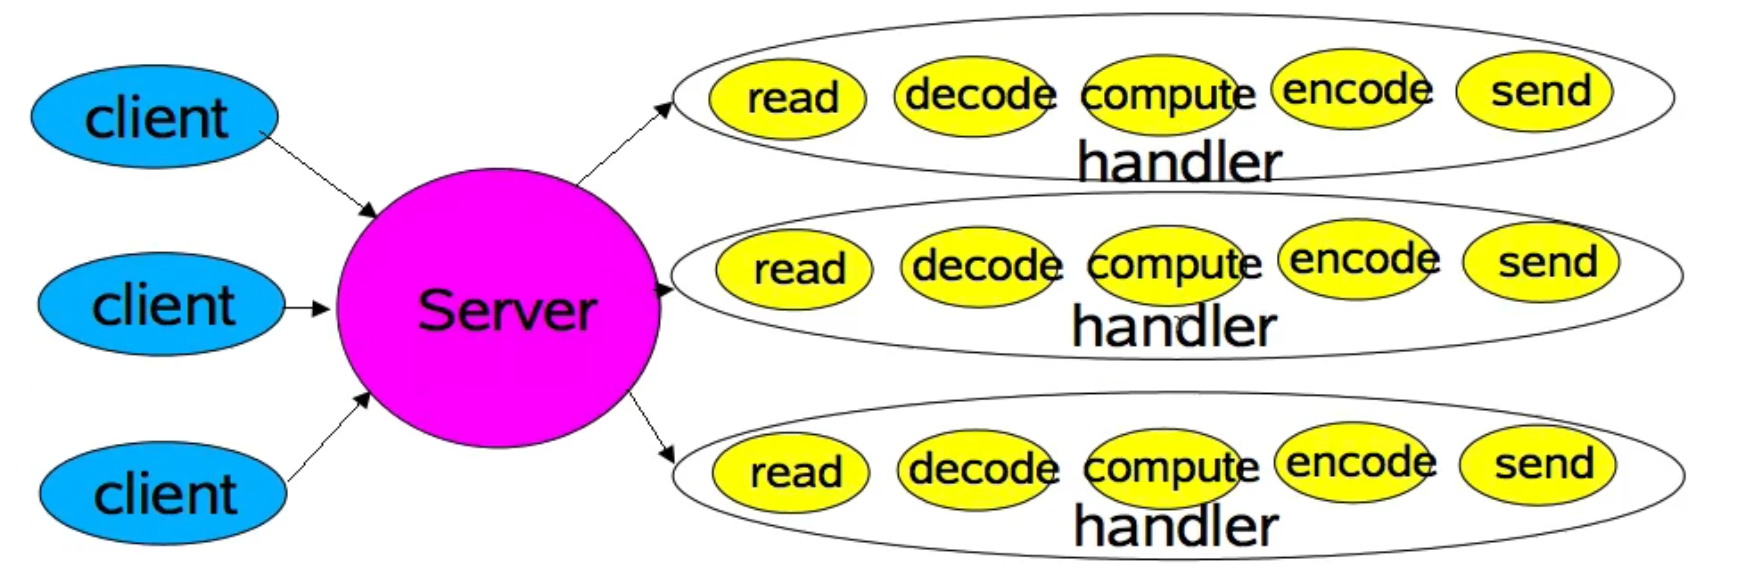 client
client
client
Server
read decode compute encode send
handler
read decode compute encode send
handler
read decode compute encode send
handler